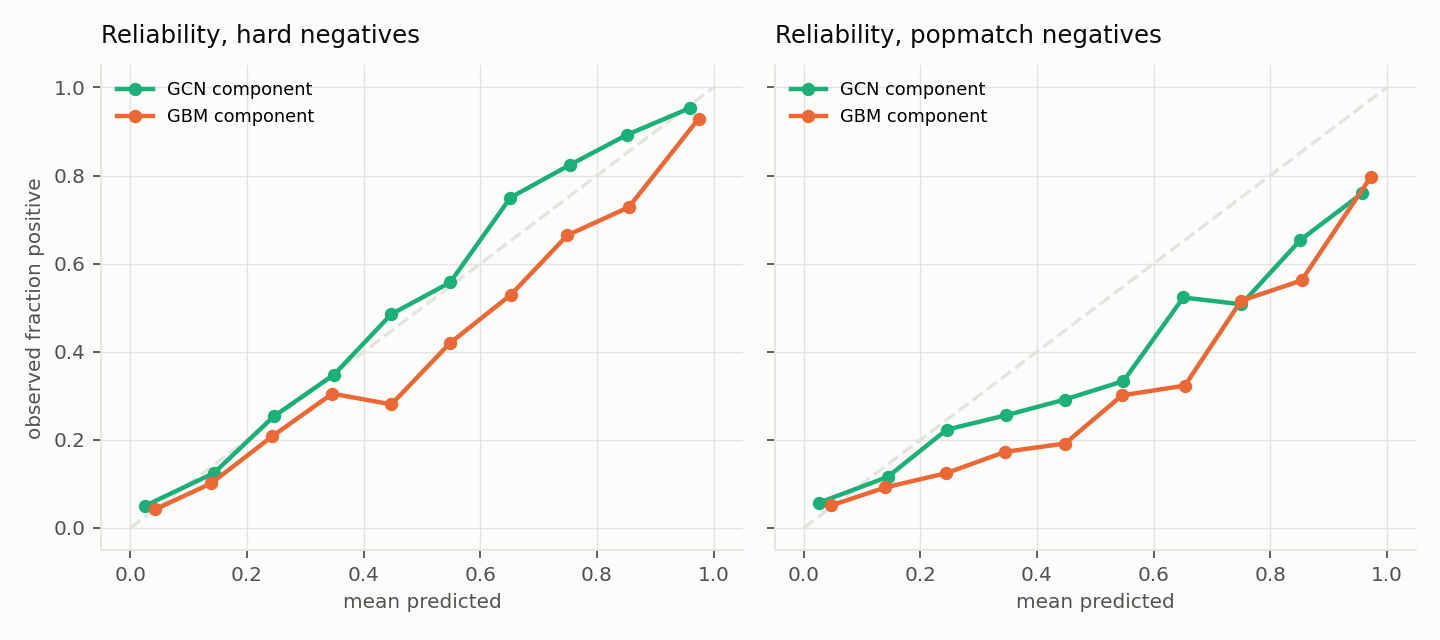 Reliability, hard negatives
GCN component
GBM component
observed fraction positive
1.0
0.8
0.6
0.4
0.2
0.0
0.0 0.2 0.4 0.6 0.8 1.0
mean predicted
Reliability, popmatch negatives
GCN component
GBM component
0.0 0.2 0.4 0.6 0.8 1.0
mean predicted